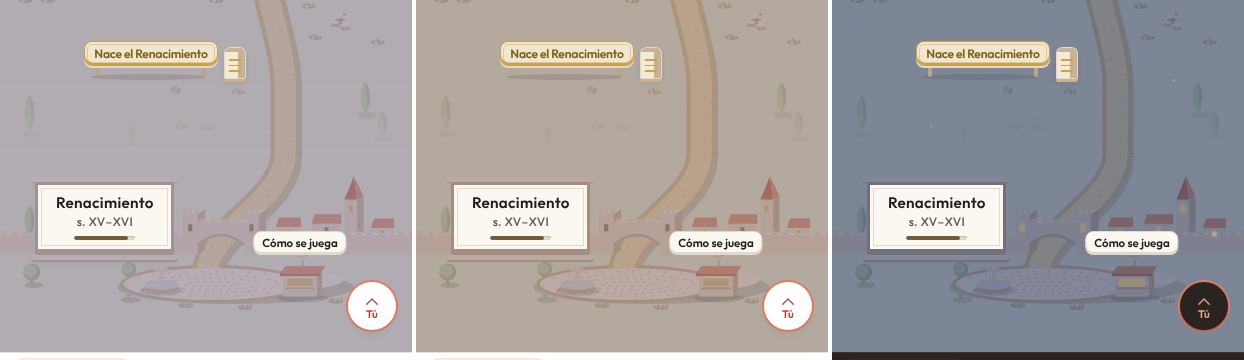 Nace el Renacimiento
Renacimiento
s. XV–XVI
Cómo se juega
Tú
Nace el Renacimiento
Renacimiento
s. XV–XVI
Cómo se juega
Tú
Nace el Renacimiento
Renacimiento
s. XV–XVI
Cómo se juega
Tú